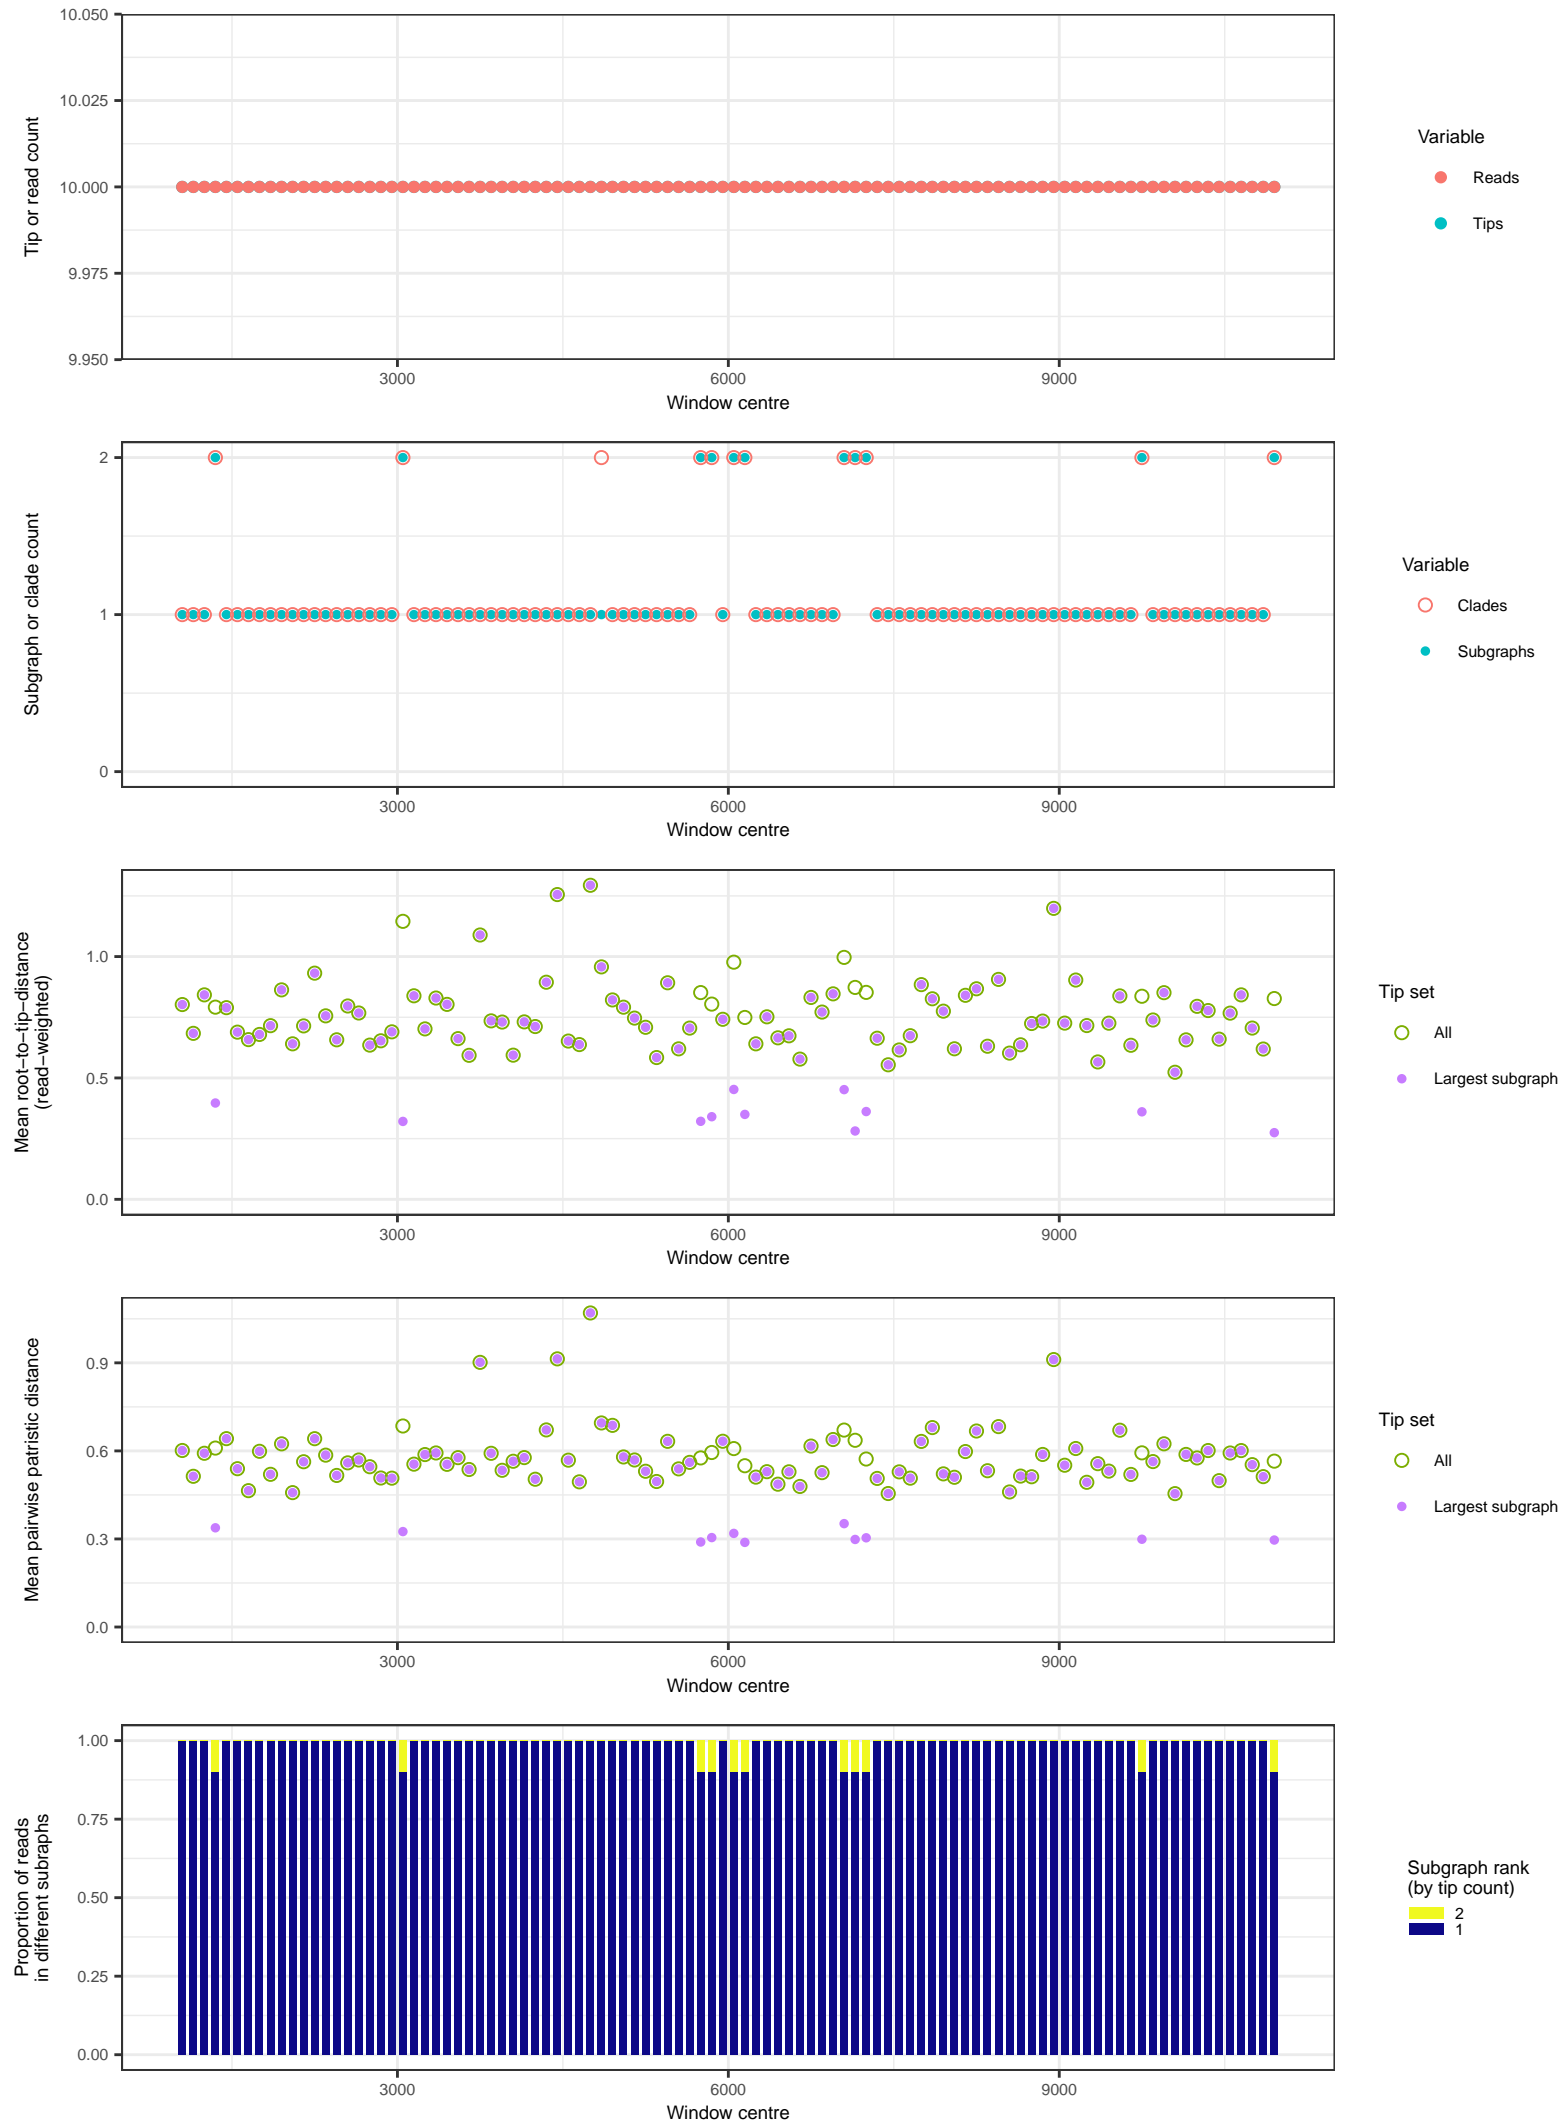 10.050
10.025
10.000
9.975
9.950
Tip or read count
3000
6000
9000
Window centre
Variable
Reads
Tips
2
1
0
Subgraph or clade count
3000
6000
9000
Window centre
Variable
Clades
Subgraphs
1.0
0.5
0.0
Mean root−to−tip−distance
(read−weighted)
3000
6000
9000
Window centre
Tip set
All
Largest subgraph
0.9
0.6
0.3
0.0
Mean pairwise patristic distance
3000
6000
9000
Window centre
Tip set
All
Largest subgraph
1.00
0.75
0.50
0.25
0.00
Proportion of reads
in different subraphs
3000
6000
9000
Window centre
Subgraph rank
(by tip count)
2
1